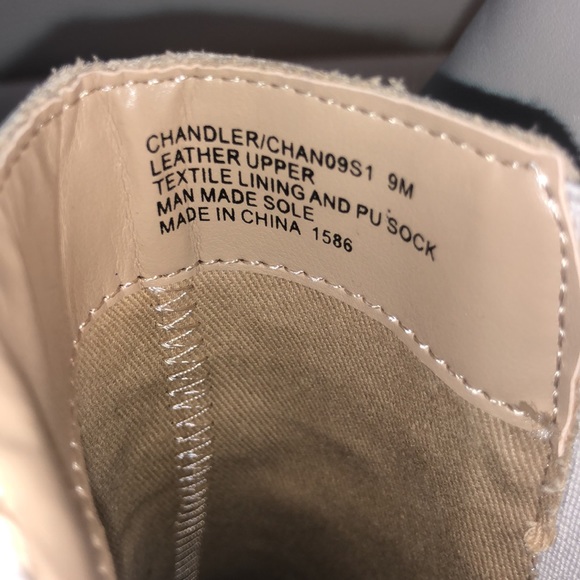 CHANDLER/CHAN09S1 9M
LEATHER UPPER
TEXTILE LINING AND PU SOCK
MAN MADE SOLE
MADE IN CHINA 1586